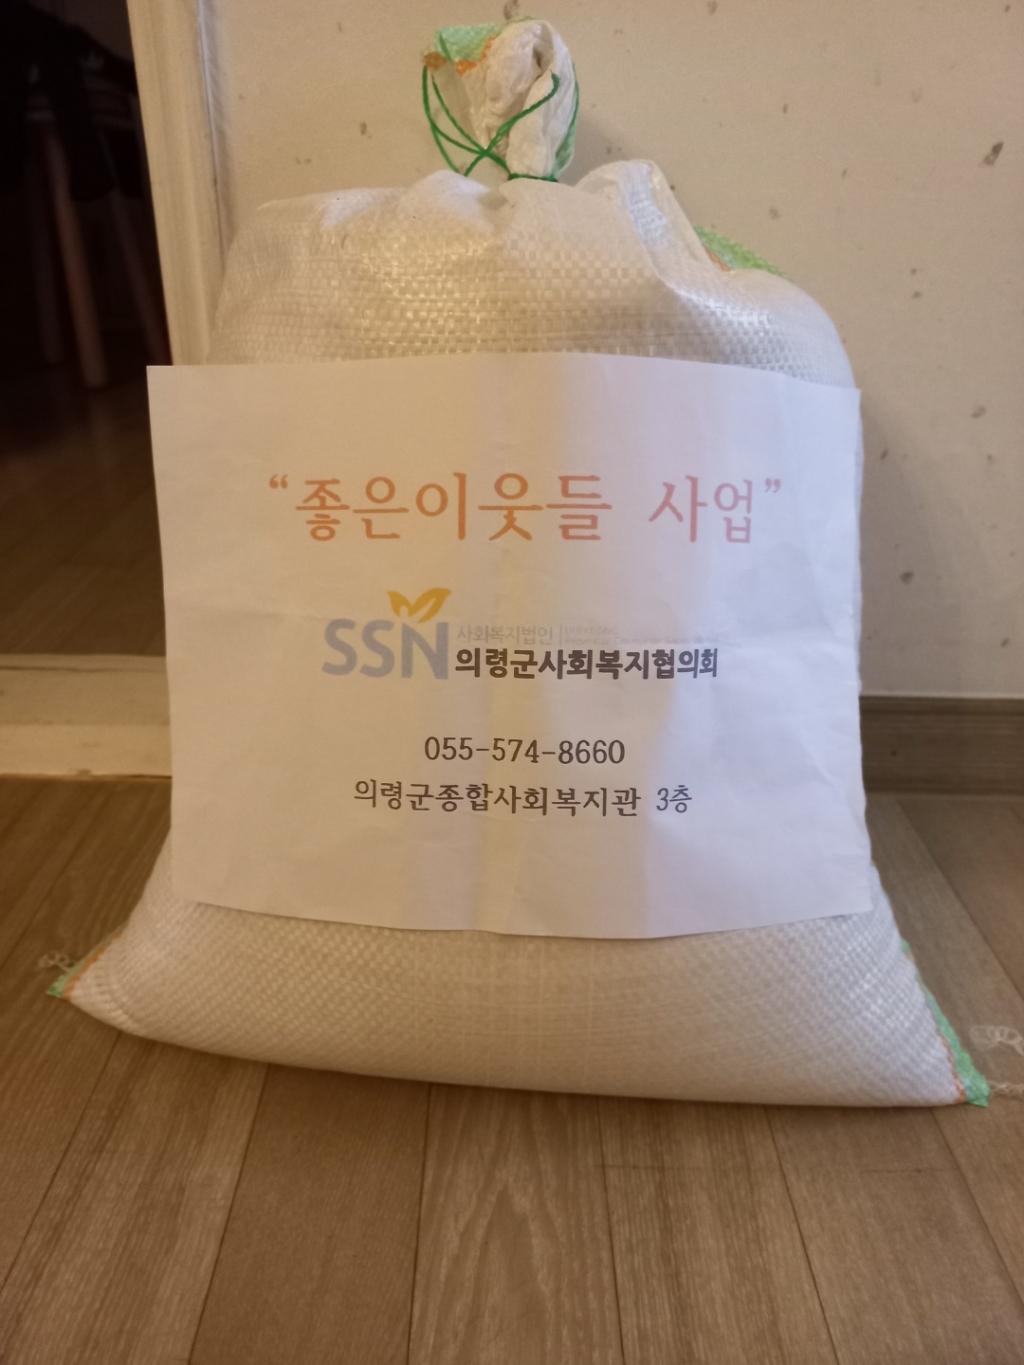 “좋은이웃들 사업”
SSN 사회복지법인
의령군사회복지협의회
055-574-8660
의령군종합사회복지관 3층